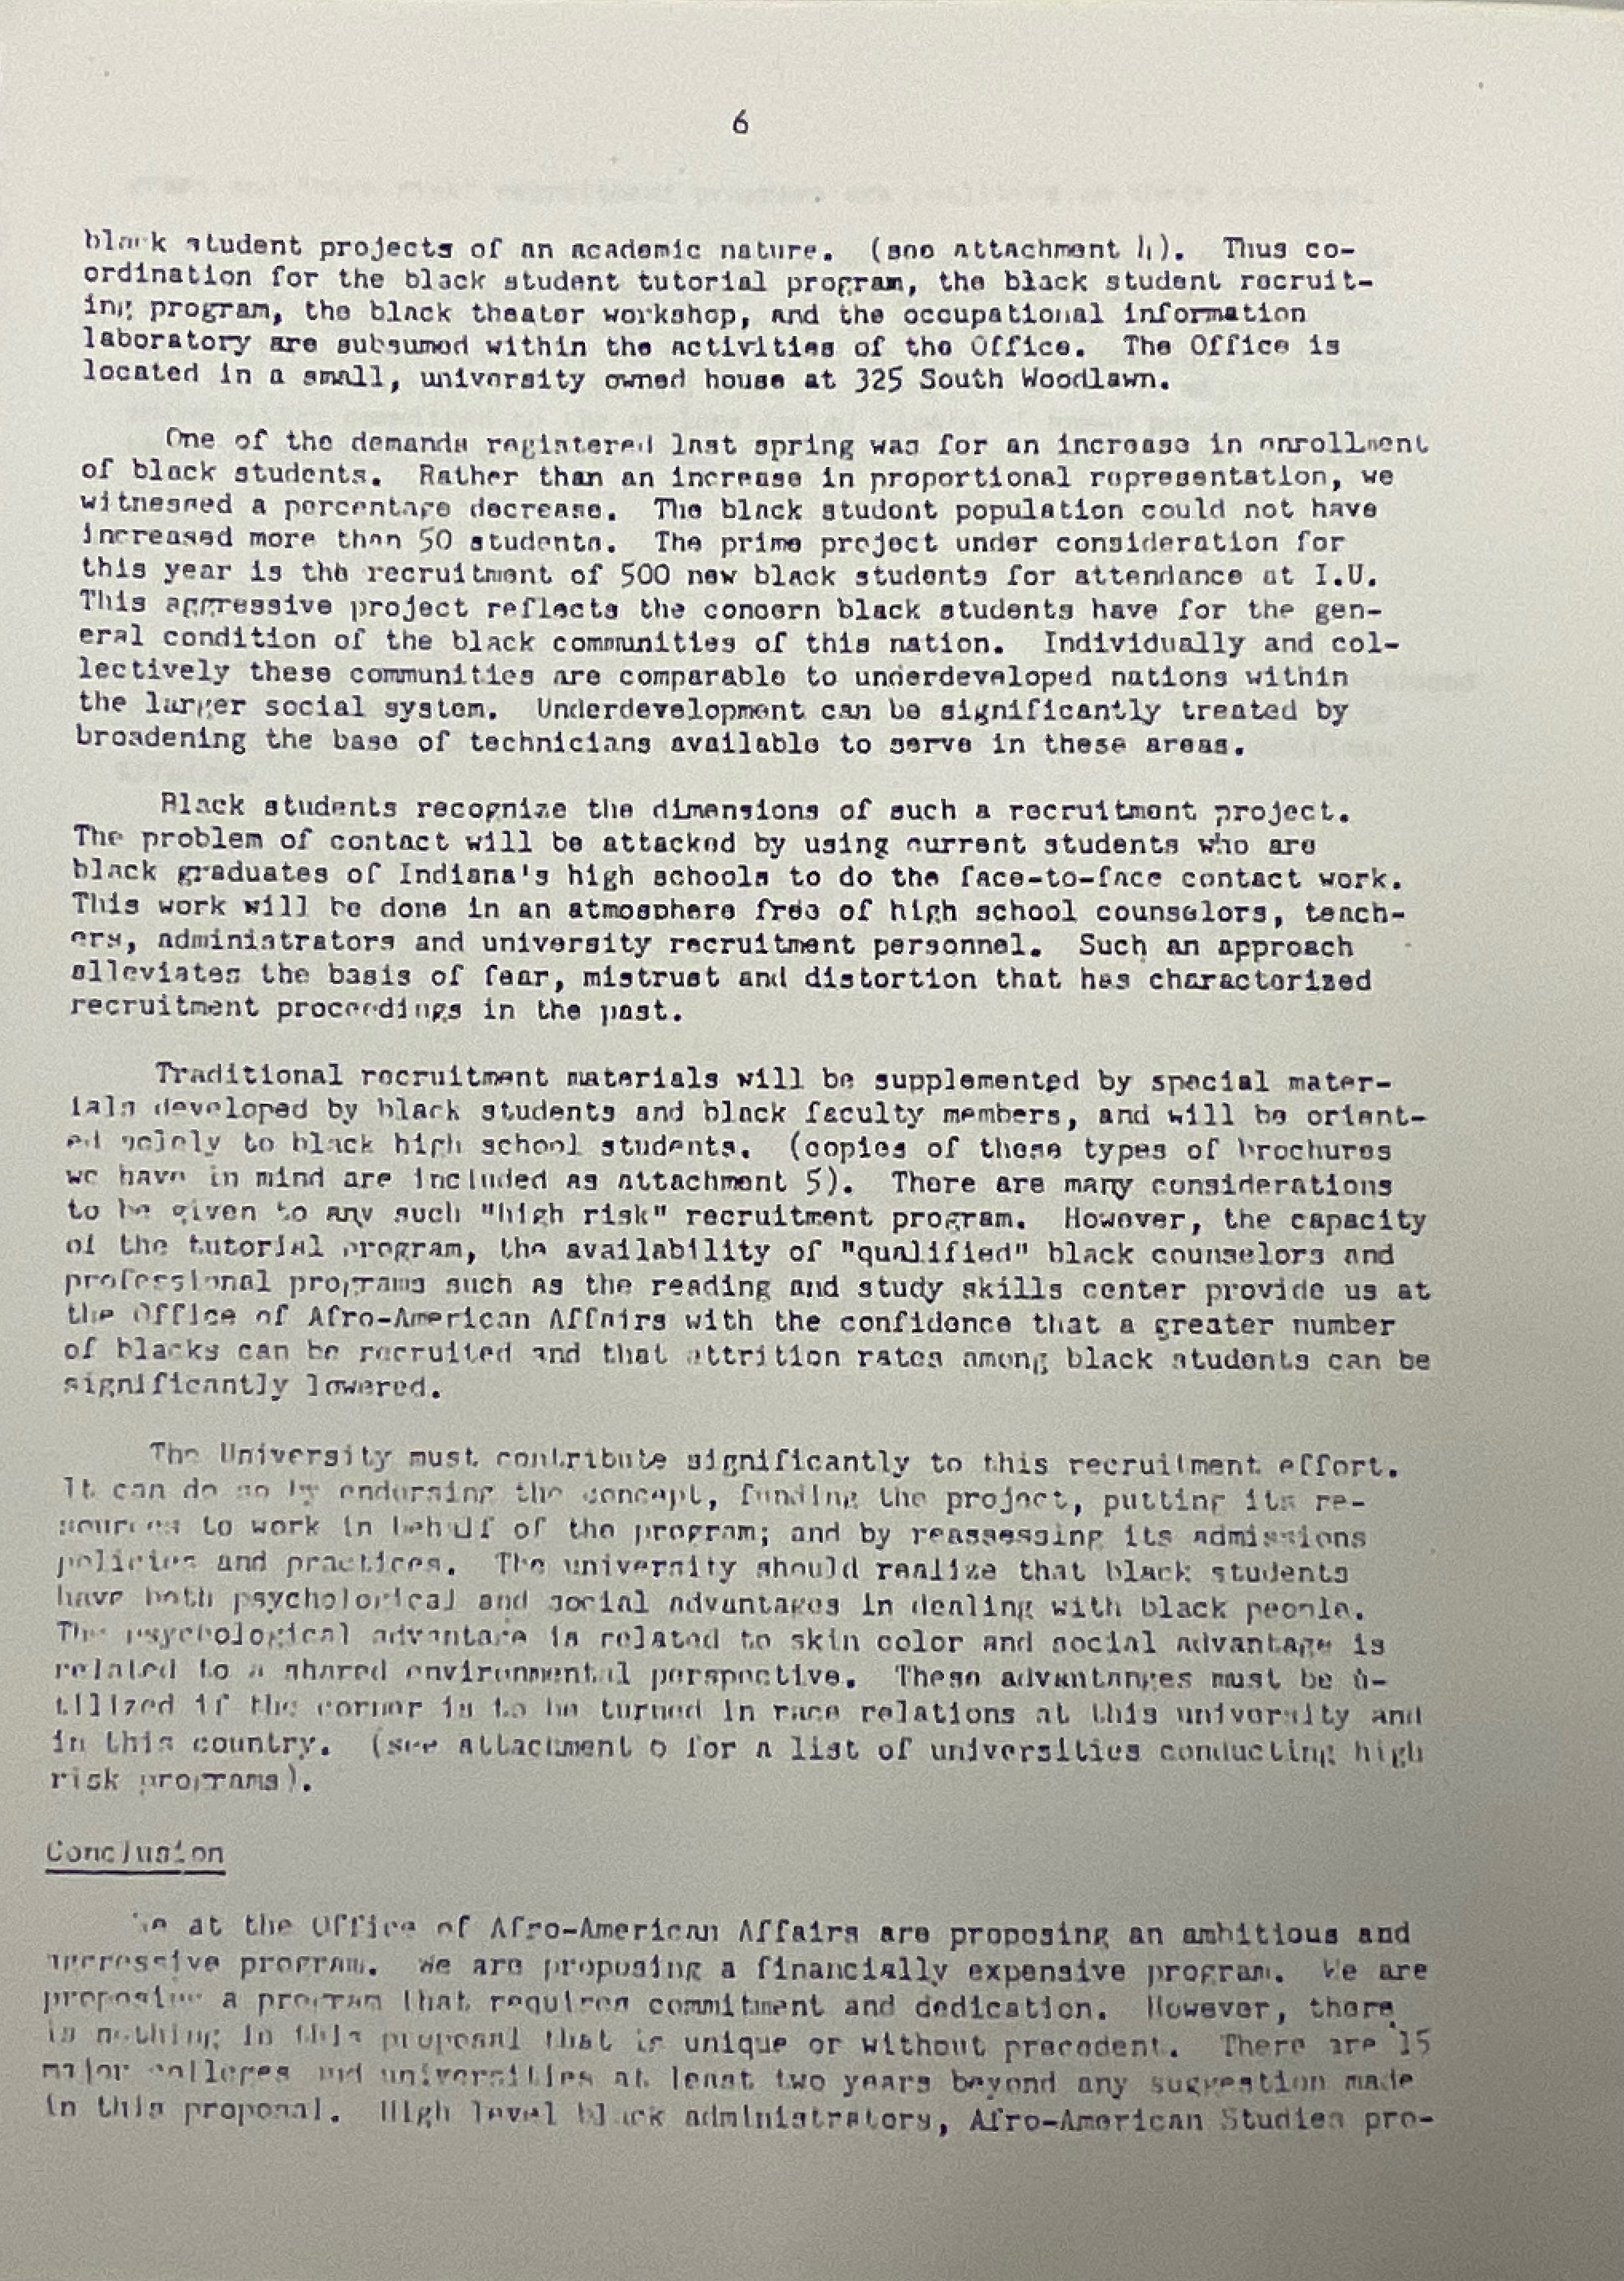 6
black student projects of an academic nature. (see attachment 4). Thus co-
ordination for the black student tutorial program, the black student recruit-
ing program, the black theater workshop, and the occupational information
laboratory are subsumed within the activities of the Office. The Office is
located in a small, university owned house at 325 South Woodlawn.
One of the demands registered last spring was for an increase in enrollment
of black students. Rather than an increase in proportional representation, we
witnessed a percentage decrease. The black student population could not have
increased more than 50 students. The prime project under consideration for
this year is the recruitment of 500 new black students for attendance at I.U.
This aggressive project reflects the concern black students have for the gen-
eral condition of the black communities of this nation. Individually and col-
lectively these communities are comparable to underdeveloped nations within
the larger social system. Underdevelopment can be significantly treated by
broadening the base of technicians available to serve in these areas.
Black students recognize the dimensions of such a recruitment project.
The problem of contact will be attacked by using current students who are
black graduates of Indiana's high schools to do the face-to-face contact work.
This work will be done in an atmosphere free of high school counselors, teach-
ers, administrators and university recruitment personnel. Such an approach
alleviates the basis of fear, mistrust and distortion that has characterized
recruitment proceedings in the past.
Traditional recruitment materials will be supplemented by special mater-
ials developed by black students and black faculty members, and will be orient-
ed solely to black high school students. (copies of those types of brochures
we have in mind are included as attachment 5). There are many considerations
to be given to any such "high risk" recruitment program. However, the capacity
of the tutorial program, the availability of "qualified" black counselors and
professional programs such as the reading and study skills center provide us at
the Office of Afro-American Affairs with the confidence that a greater number
of blacks can be recruited and that attrition rates among black students can be
significantly lowered.
The University must contribute significantly to this recruitment effort.
It can do so by endorsing the concept, funding the project, putting its re-
sources to work in behalf of the program; and by reassessing its admissions
policies and practices. The university should realize that black students
have both psychological and social advantages in dealing with black people.
The psychological advantage is related to skin color and social advantage is
related to a shared environmental perspective. These advantanges must be u-
tilized if the corner is to be turned in race relations at this university and
in this country. (see attachment 6 for a list of universities conducting high
risk programs).
Conclusion
We at the Office of Afro-American Affairs are proposing an ambitious and
aggressive program. We are proposing a financially expensive program. We are
proposing a program that requires commitment and dedication. However, there
is nothing in this proposal that is unique or without precedent. There are 15
major colleges and universities at least two years beyond any suggestion made
in this proposal. High level black administrators, Afro-American Studies pro-